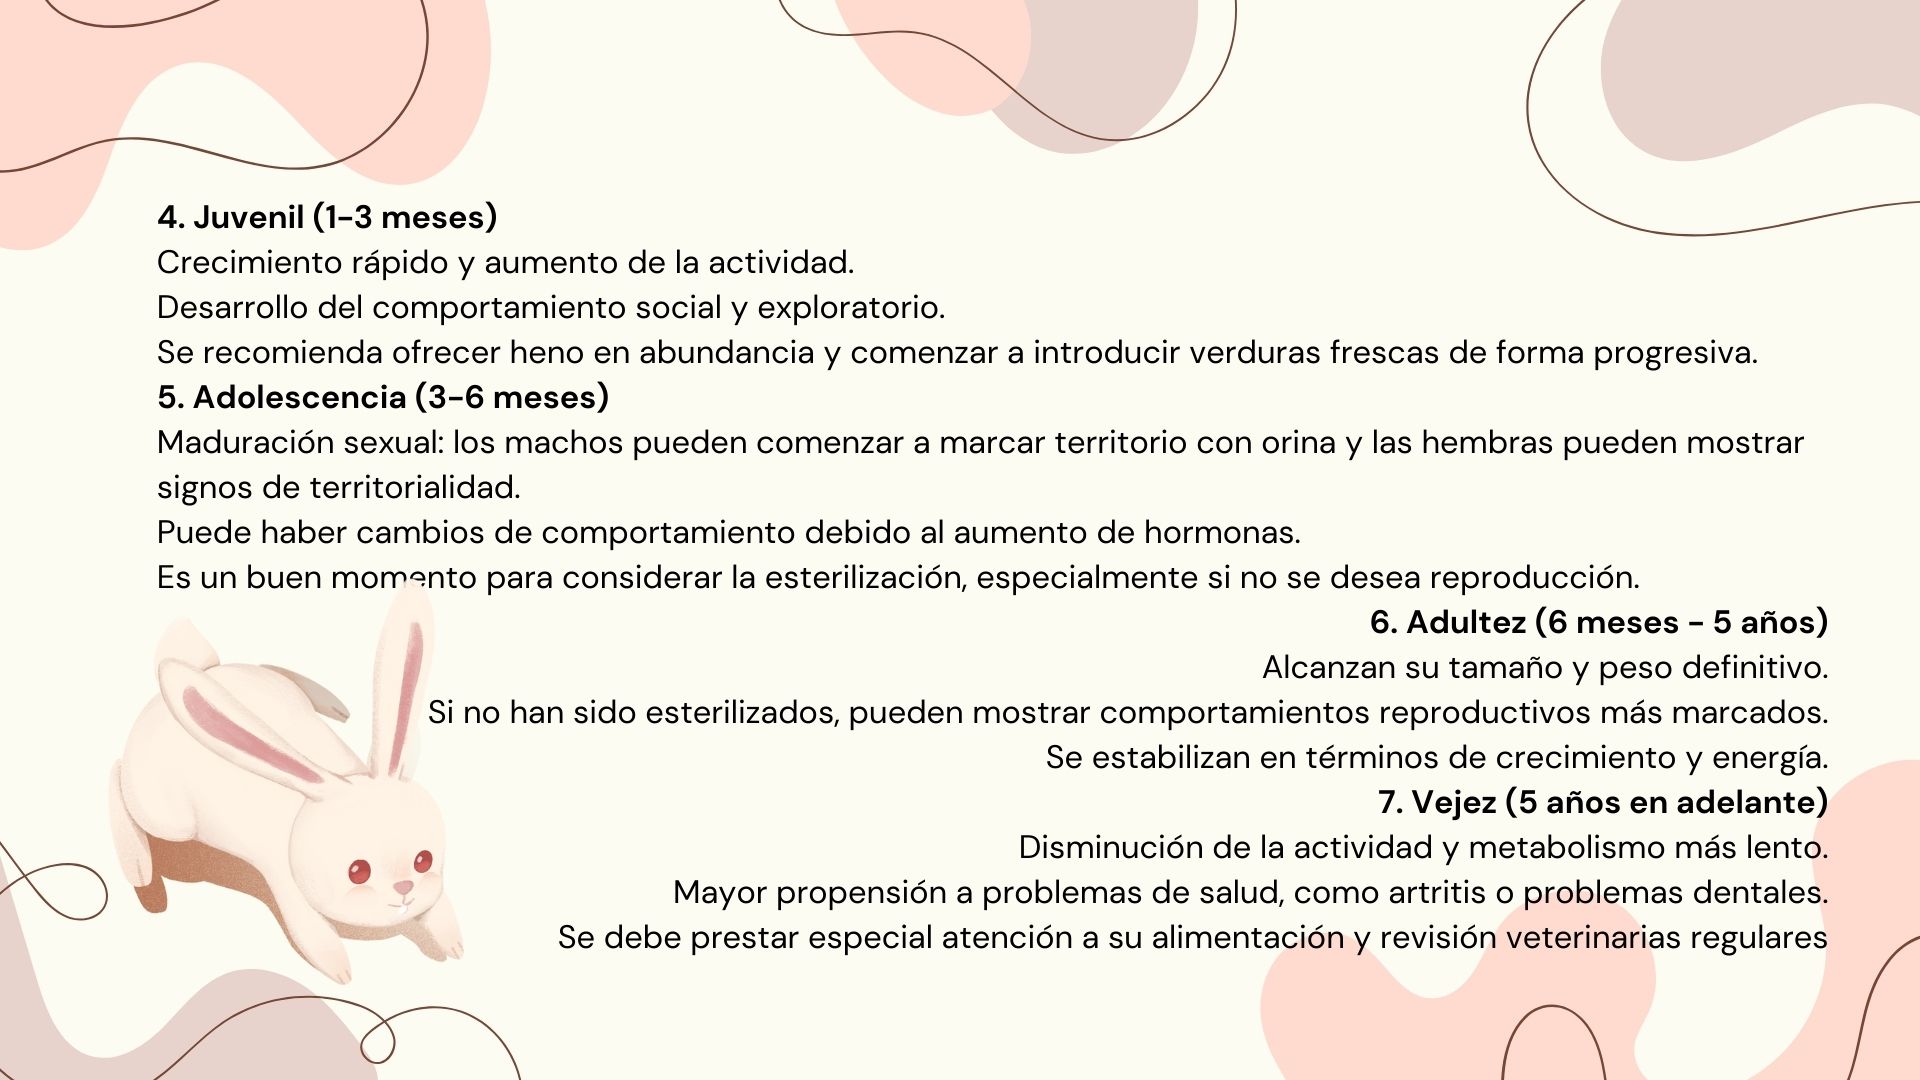 4. Juvenil (1-3 meses)
Crecimiento rápido y aumento de la actividad.
Desarrollo del comportamiento social y exploratorio.
Se recomienda ofrecer heno en abundancia y comenzar a introducir verduras frescas de forma progresiva.
5. Adolescencia (3-6 meses)
Maduración sexual: los machos pueden comenzar a marcar territorio con orina y las hembras pueden mostrar
signos de territorialidad.
Puede haber cambios de comportamiento debido al aumento de hormonas.
Es un buen momento para considerar la esterilización, especialmente si no se desea reproducción.
6. Adultez (6 meses - 5 años)
Alcanzan su tamaño y peso definitivo.
Si no han sido esterilizados, pueden mostrar comportamientos reproductivos más marcados.
Se estabilizan en términos de crecimiento y energía.
7. Vejez (5 años en adelante)
Disminución de la actividad y metabolismo más lento.
Mayor propensión a problemas de salud, como artritis o problemas dentales.
Se debe prestar especial atención a su alimentación y revisión veterinarias regulares